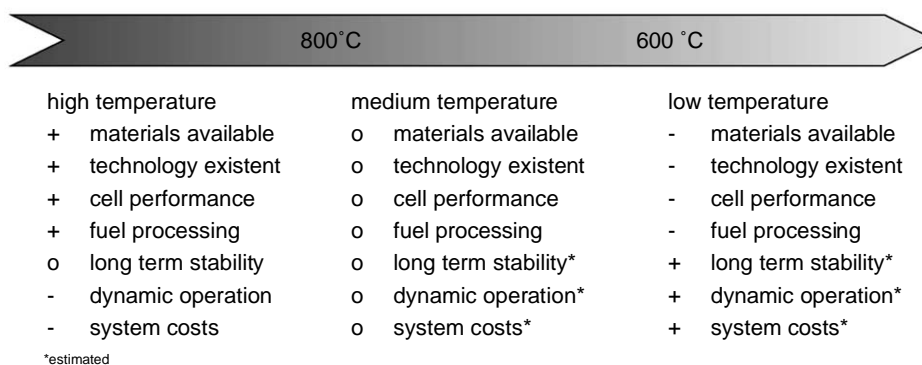 800˚C 600 ˚C
high temperature medium temperature low temperature
+ materials available o materials available - materials available
+ technology existent o technology existent - technology existent
+ cell performance o cell performance - cell performance
+ fuel processing o fuel processing - fuel processing
o long term stability o long term stability* + long term stability*
- dynamic operation o dynamic operation* + dynamic operation*
- system costs o system costs* + system costs*
*estimated